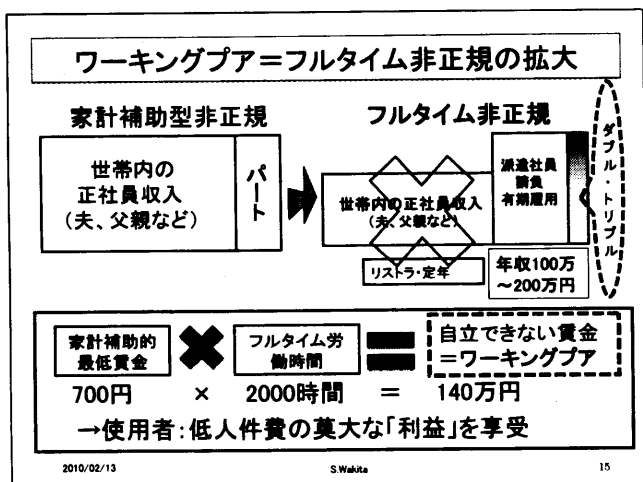 ワーキングプア＝フルタイム非正規の拡大
家計補助型非正規
世帯内の
正社員収入
（夫、父親など）
パート
フルタイム非正規
世帯内の正社員収入
（夫、父親など）
リストラ・定年
派遣社員
請負
有期雇用
年収100万
～200万円
ダブル・トリプル
家計補助的
最低賃金
フルタイム労
働時間
自立できない賃金
＝ワーキングプア
700円 × 2000時間 ＝ 140万円
→使用者：低人件費の莫大な「利益」を享受
2010/02/13 S.Wakita 15